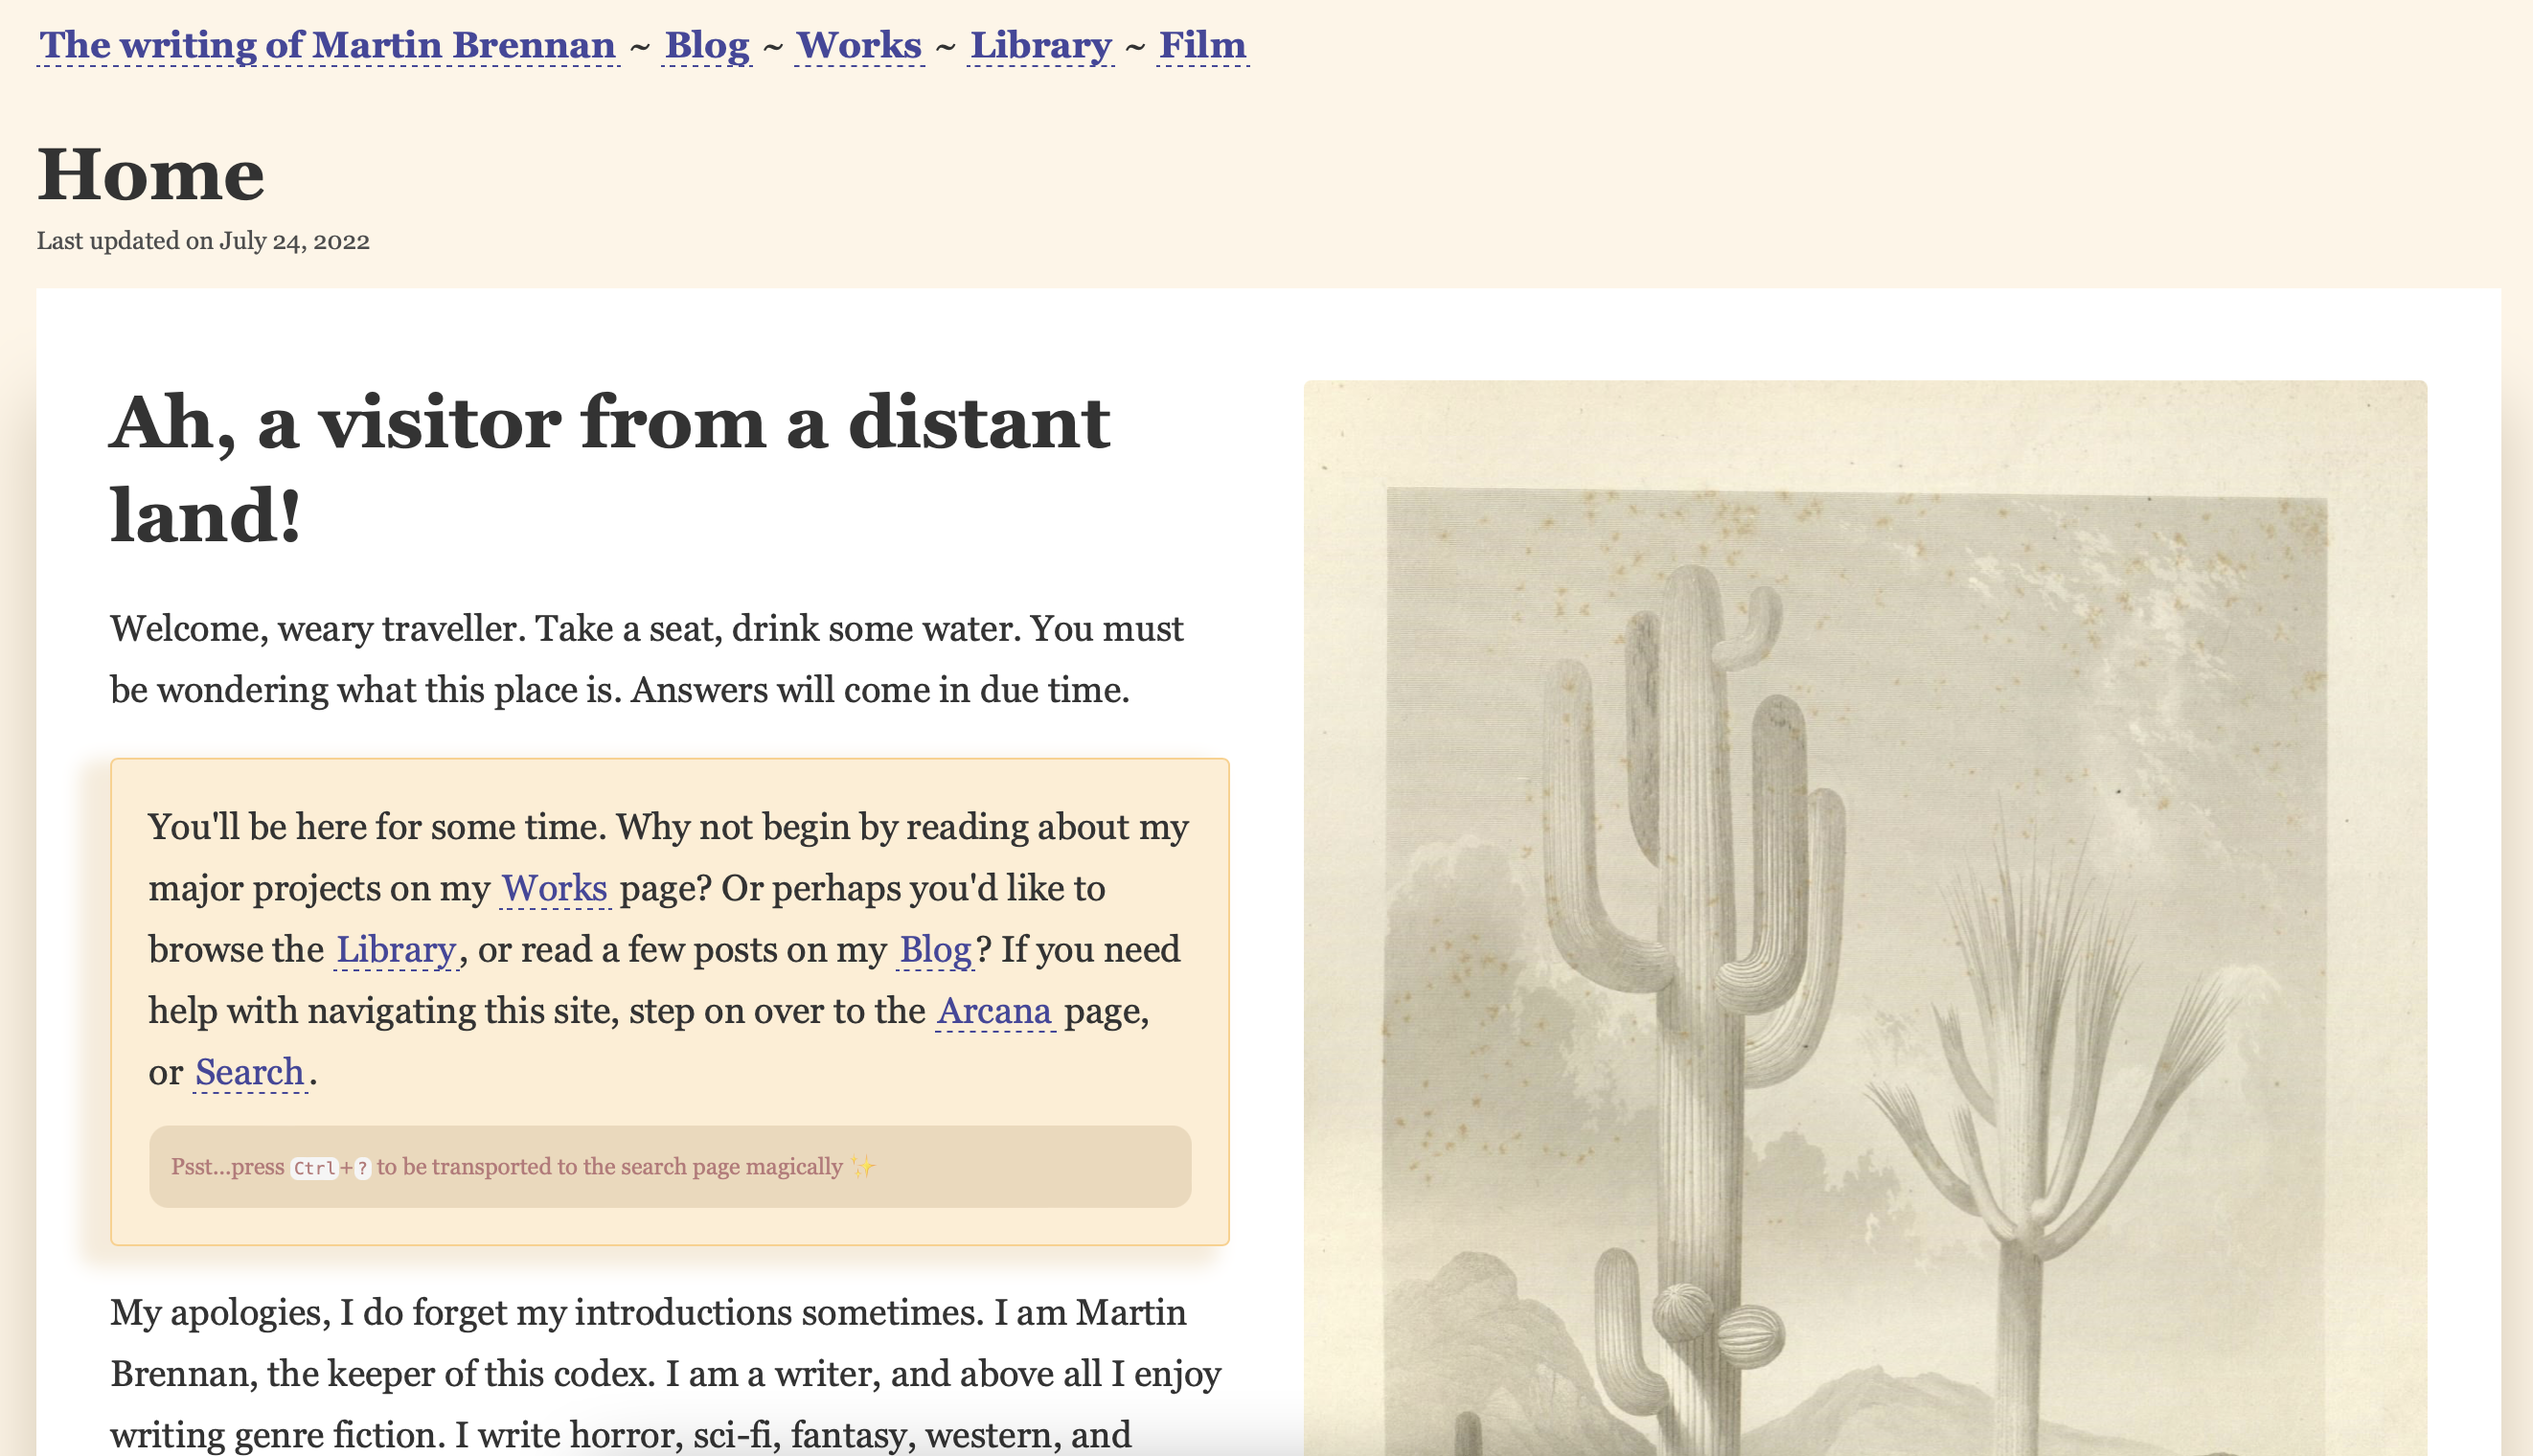 The writing of Martin Brennan ~ Blog ~ Works ~ Library ~ Film
Home
Last updated on July 24, 2022
Ah, a visitor from a distant
land!
Welcome, weary traveller. Take a seat, drink some water. You must
be wondering what this place is. Answers will come in due time.
You'll be here for some time. Why not begin by reading about my
major projects on my Works page? Or perhaps you'd like to
browse the Library, or read a few posts on my Blog? If you need
help with navigating this site, step on over to the Arcana page,
or Search.
Psst...press Ctrl+? to be transported to the search page magically ✨
My apologies, I do forget my introductions sometimes. I am Martin
Brennan, the keeper of this codex. I am a writer, and above all I enjoy
writing genre fiction. I write horror, sci-fi, fantasy, western, and